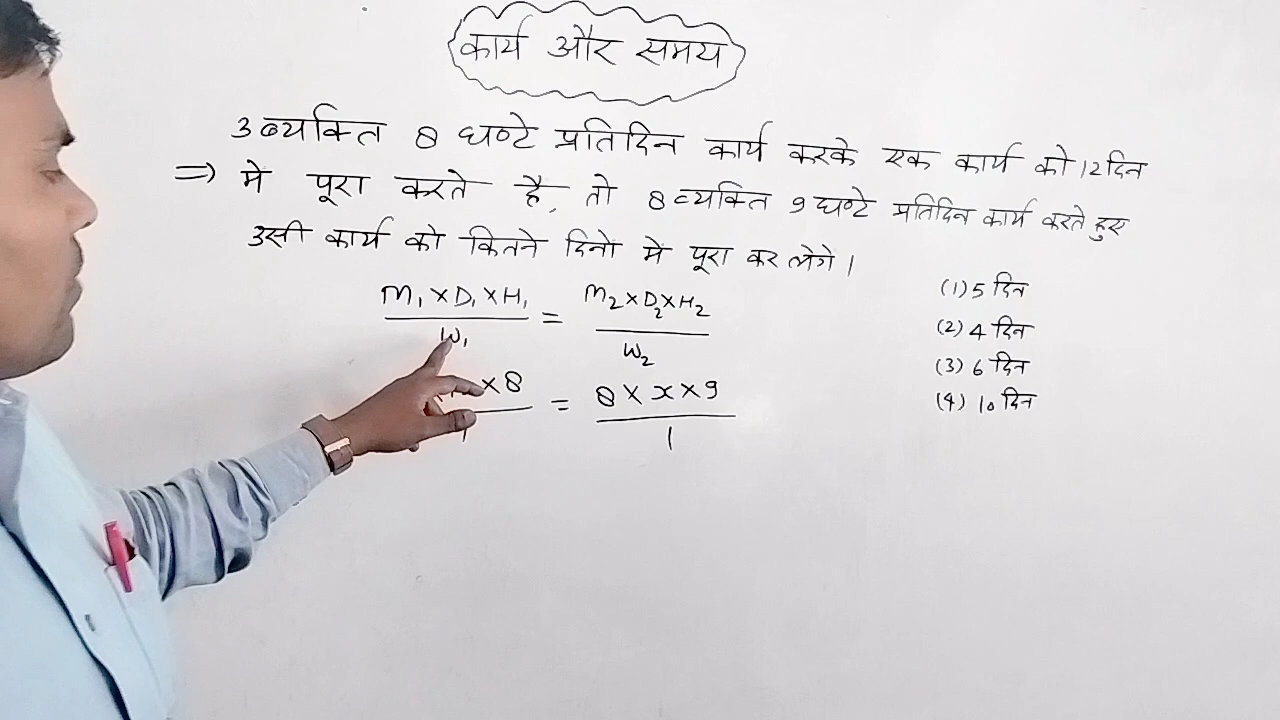 कार्य और समय
3 व्यक्ति 8 घण्टे प्रतिदिन कार्य करके एक कार्य को 12 दिन
⇒ मे पूरा करते है, तो 8 व्यक्ति 9 घण्टे प्रतिदिन कार्य करते हुए
उसी कार्य को कितने दिनो मे पूरा कर लेगे।
M₁ × D₁ × H₁ / W₁ = M₂ × D₂ × H₂ / W₂
× 8 / 1 = 8 × x × 9 / 1
(1) 5 दिन
(2) 4 दिन
(3) 6 दिन
(4) 10 दिन